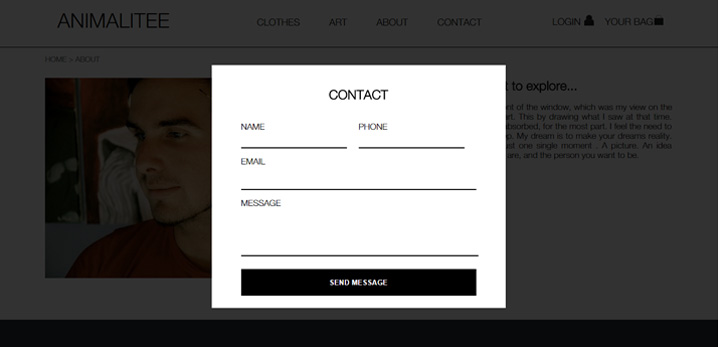 ANIMALITEE
CLOTHES ART ABOUT CONTACT
LOGIN YOUR BAG
HOME > ABOUT
t to explore...
nt of the window, which was my view on the
rt. This by drawing what I saw at that time.
absorbed, for the most part. I feel the need to
p. My dream is to make your dreams reality.
ust one single moment . A picture. An idea
are, and the person you want to be.
CONTACT
NAME PHONE
EMAIL
MESSAGE
SEND MESSAGE